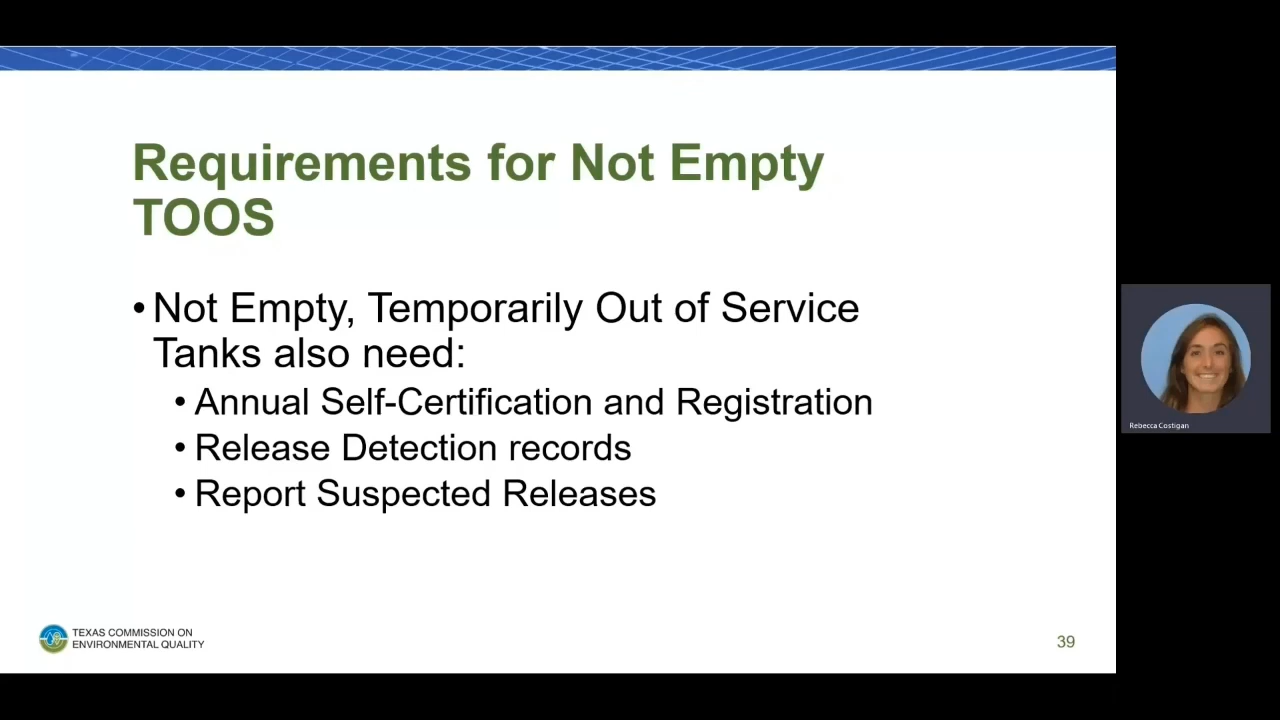 Requirements for Not Empty
TOOS
• Not Empty, Temporarily Out of Service
Tanks also need:
• Annual Self-Certification and Registration
• Release Detection records
• Report Suspected Releases
TEXAS COMMISSION ON
ENVIRONMENTAL QUALITY
39
Rebecca Costigan